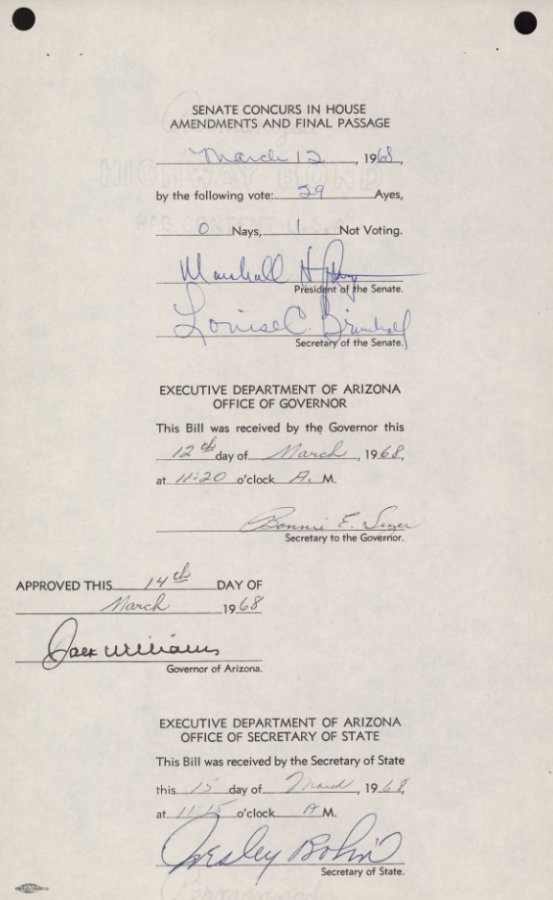 SENATE CONCURS IN HOUSE
AMENDMENTS AND FINAL PASSAGE
March 12, 1968,
by the following vote: 29 Ayes,
0 Nays, 1 Not Voting.
Marshall H
President of the Senate.
Louise C. Brimhall
Secretary of the Senate.
EXECUTIVE DEPARTMENT OF ARIZONA
OFFICE OF GOVERNOR
This Bill was received by the Governor this
12th day of March, 1968,
at 11:20 o'clock A. M.
Bonnie E.
Secretary to the Governor.
APPROVED THIS 14th DAY OF
March 1968
Jack Williams
Governor of Arizona.
EXECUTIVE DEPARTMENT OF ARIZONA
OFFICE OF SECRETARY OF STATE
This Bill was received by the Secretary of State
this 15 day of March, 1968,
at 11:15 o'clock A M.
Wesley Bolin
Secretary of State.